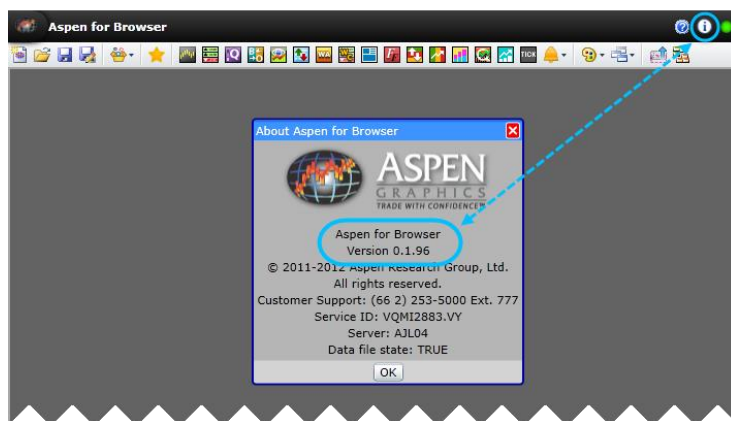 Aspen for Browser
TICK
About Aspen for Browser
ASPEN
GRAPHICS
TRADE WITH CONFIDENCE™
Aspen for Browser
Version 0.1.96
© 2011-2012 Aspen Research Group, Ltd.
All rights reserved.
Customer Support: (66 2) 253-5000 Ext. 777
Service ID: VQMI2883.VY
Server: AJL04
Data file state: TRUE
OK